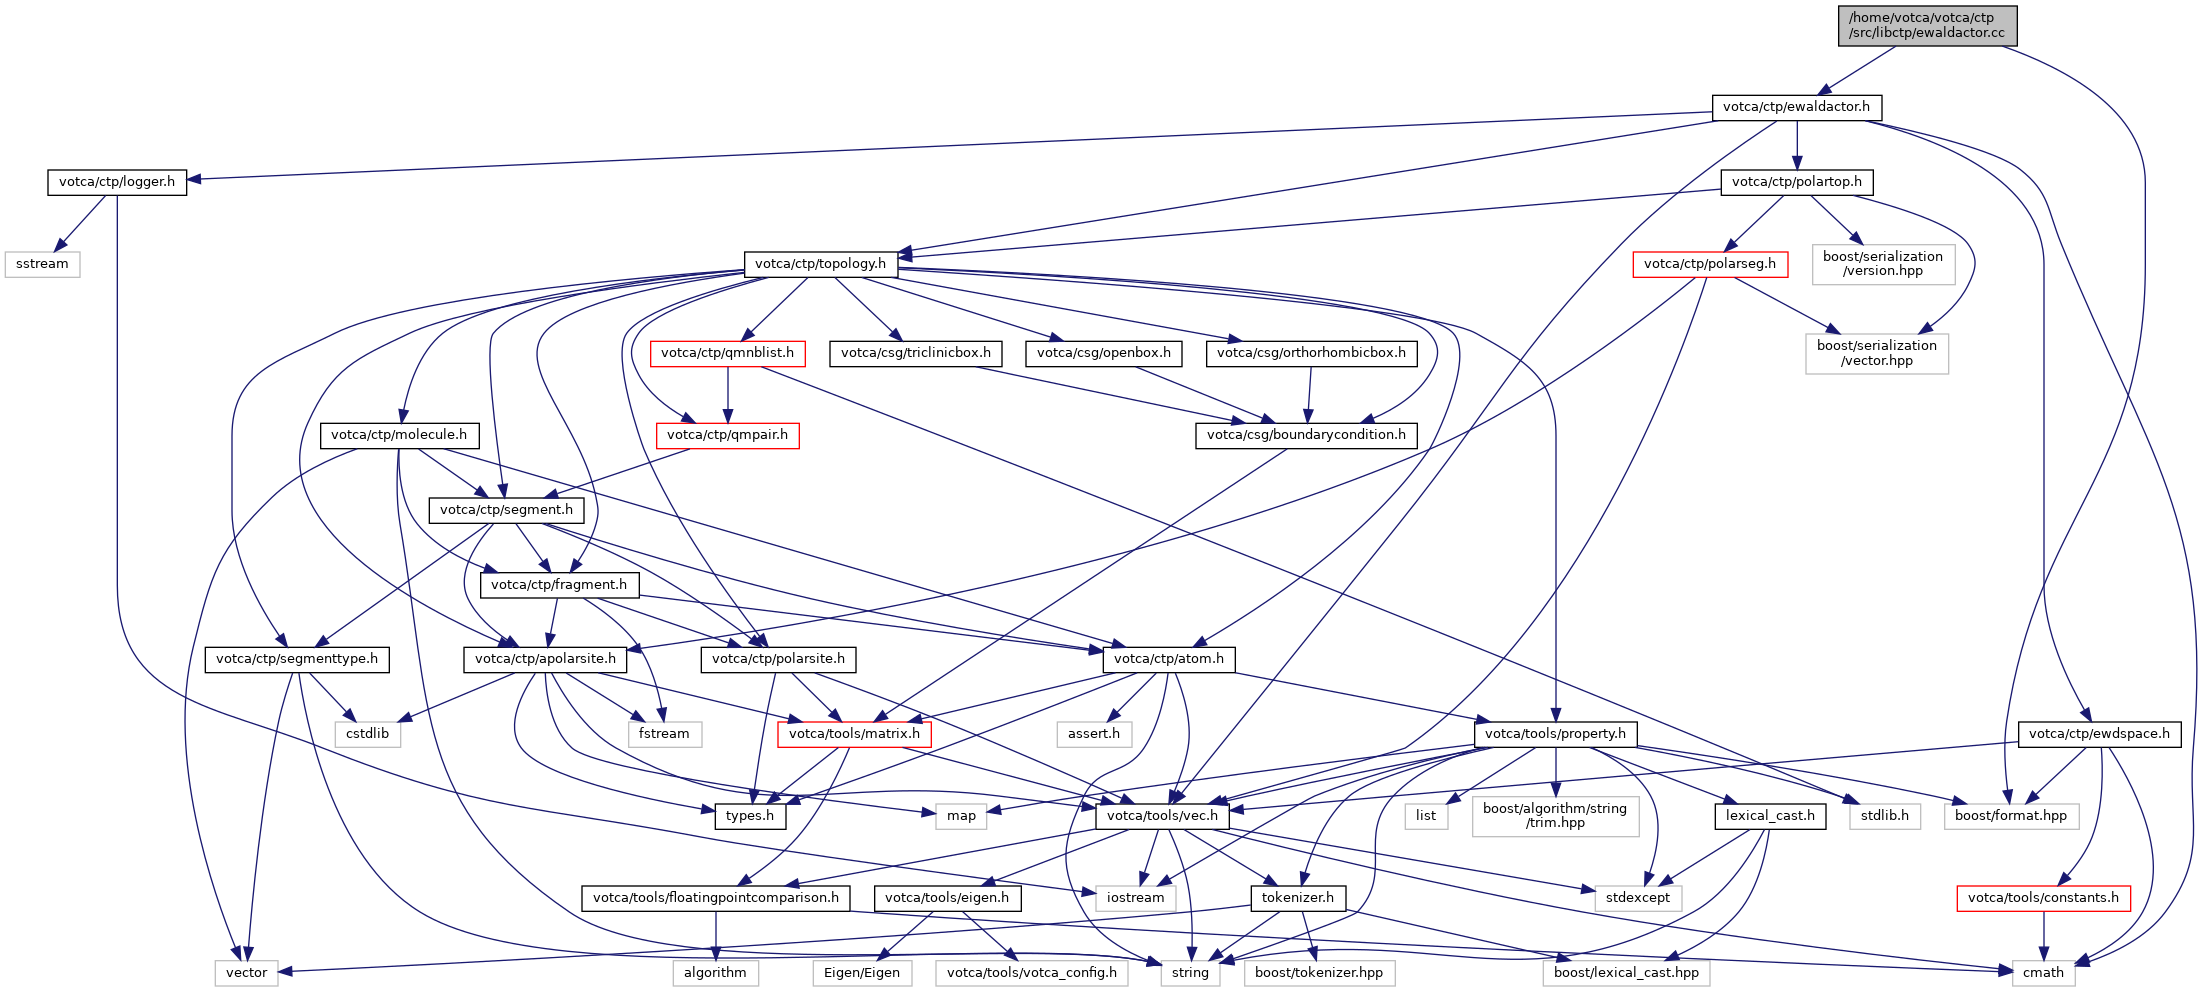 /home/votca/votca/ctp
/src/libctp/ewaldactor.cc
votca/ctp/ewaldactor.h
votca/ctp/logger.h
votca/ctp/polartop.h
sstream
votca/ctp/topology.h
votca/ctp/polarseg.h
boost/serialization
/version.hpp
votca/ctp/qmnblist.h
votca/csg/triclinicbox.h
votca/csg/openbox.h
votca/csg/orthorhombicbox.h
boost/serialization
/vector.hpp
votca/ctp/molecule.h
votca/ctp/qmpair.h
votca/csg/boundarycondition.h
votca/ctp/segment.h
votca/ctp/fragment.h
votca/ctp/segmenttype.h
votca/ctp/apolarsite.h
votca/ctp/polarsite.h
votca/ctp/atom.h
cstdlib
fstream
votca/tools/matrix.h
assert.h
votca/tools/property.h
votca/ctp/ewdspace.h
types.h
map
votca/tools/vec.h
list
boost/algorithm/string
/trim.hpp
lexical_cast.h
stdlib.h
boost/format.hpp
votca/tools/floatingpointcomparison.h
votca/tools/eigen.h
iostream
tokenizer.h
stdexcept
votca/tools/constants.h
vector
algorithm
Eigen/Eigen
votca/tools/votca_config.h
string
boost/tokenizer.hpp
boost/lexical_cast.hpp
cmath